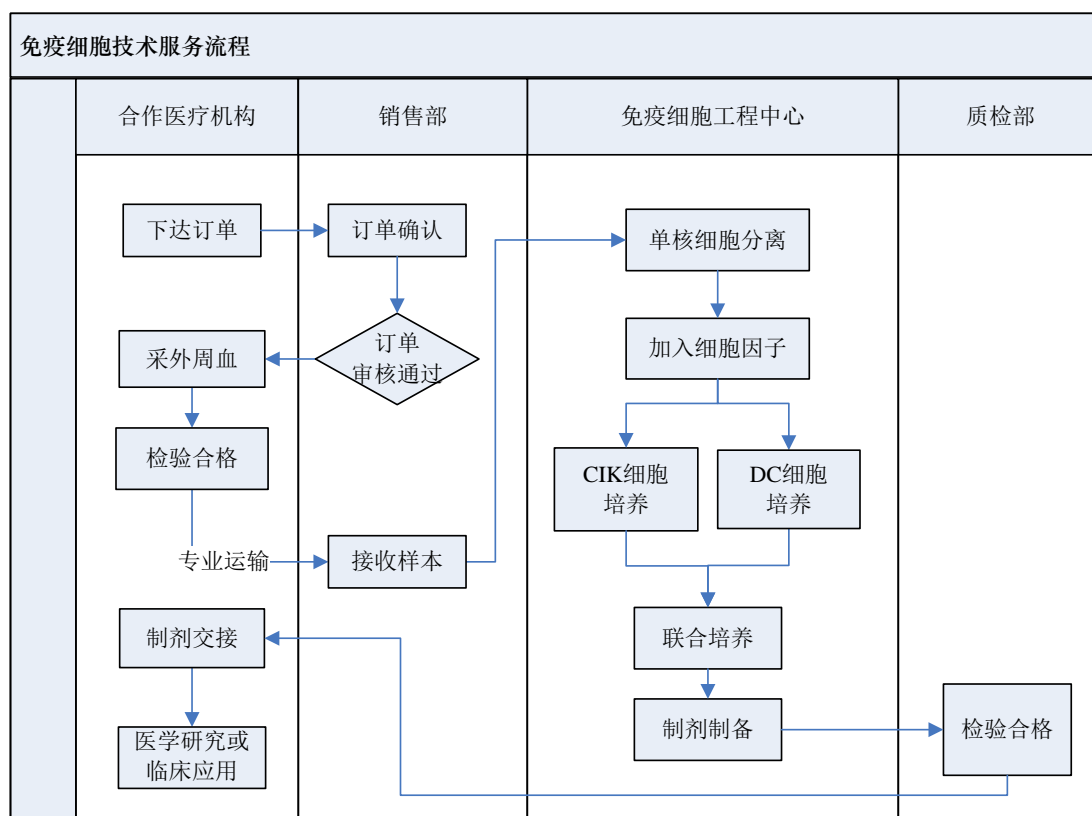 免疫细胞技术服务流程
合作医疗机构
销售部
免疫细胞工程中心
质检部
下达订单
订单确认
单核细胞分离
订单
审核通过
采外周血
加入细胞因子
检验合格
CIK细胞
培养
DC细胞
培养
专业运输
接收样本
制剂交接
联合培养
制剂制备
检验合格
医学研究或
临床应用